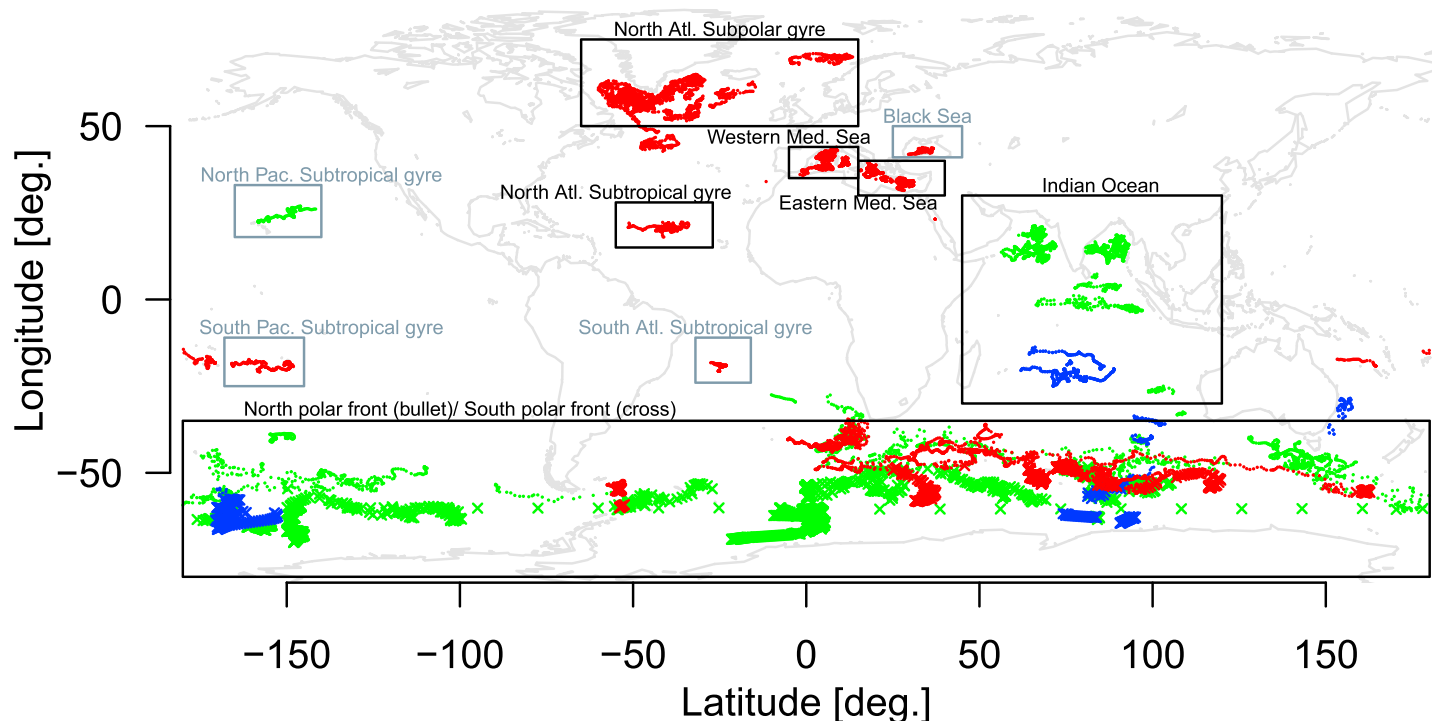 North Atl. Subpolar gyre
Black Sea
50
Western Med. Sea
North Pac. Subtropical gyre
North Atl. Subtropical gyre
Indian Ocean
Eastern Med. Sea
Longitude [deg.]
0
South Pac. Subtropical gyre
South Atl. Subtropical gyre
North polar front (bullet)/ South polar front (cross)
−50
−150
−100
−50
0
50
100
150
Latitude [deg.]